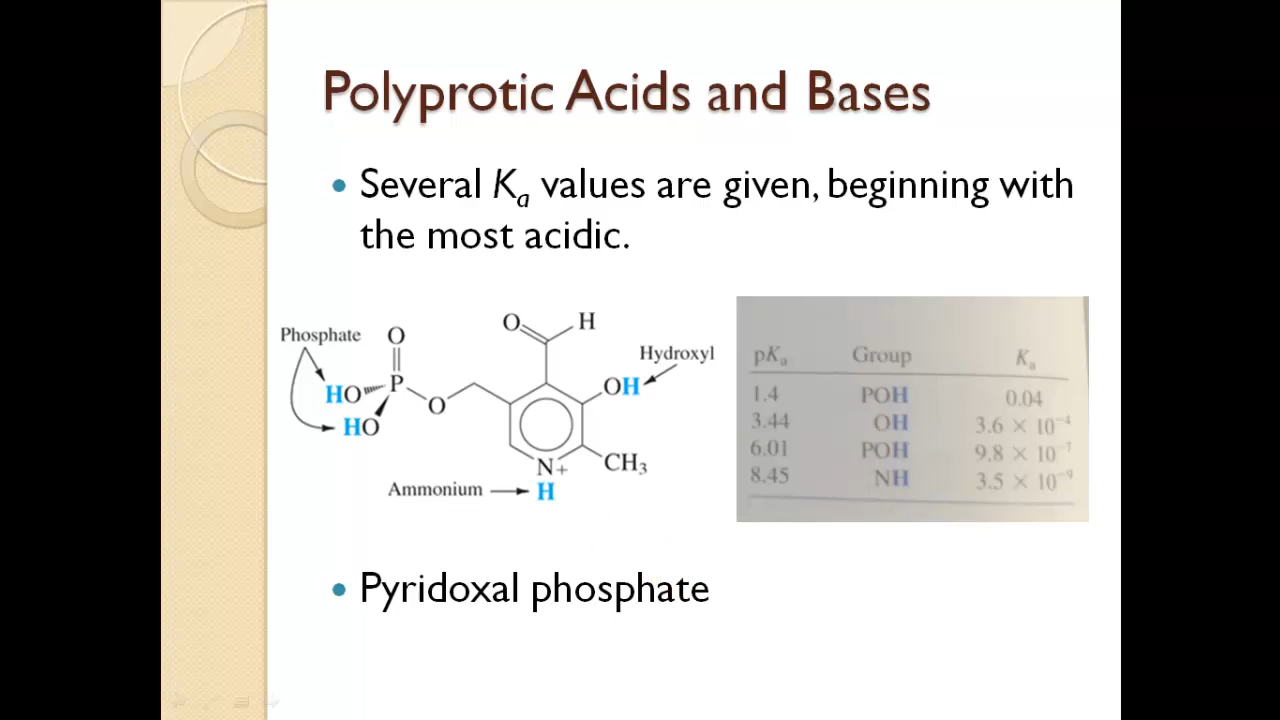 Polyprotic Acids and Bases
• Several Kₐ values are given, beginning with
the most acidic.
Phosphate
O
HO
P
HO
O
O
H
Hydroxyl
OH
N+
CH₃
Ammonium
H
pKₐ Group Kₐ
1.4 POH 0.04
3.44 OH 3.6 × 10⁻⁴
6.01 POH 9.8 × 10⁻⁷
8.45 NH 3.5 × 10⁻⁹
• Pyridoxal phosphate